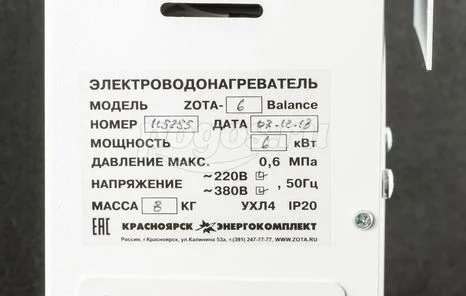 ЭЛЕКТРОВОДОНАГРЕВАТЕЛЬ
МОДЕЛЬ ZOTA- 6 Balance
НОМЕР ДАТА 07.12.18
МОЩНОСТЬ 6 кВт
ДАВЛЕНИЕ МАКС. 0,6 МПа
НАПРЯЖЕНИЕ ~220В ~380В , 50Гц
МАССА 8 КГ УХЛ4 IP20
EAC КРАСНОЯРСК ЭНЕРГОКОМПЛЕКТ
Россия, г.Красноярск, ул.Калинина 53а, т.(391) 247-77-77, WWW.ZOTA.RU